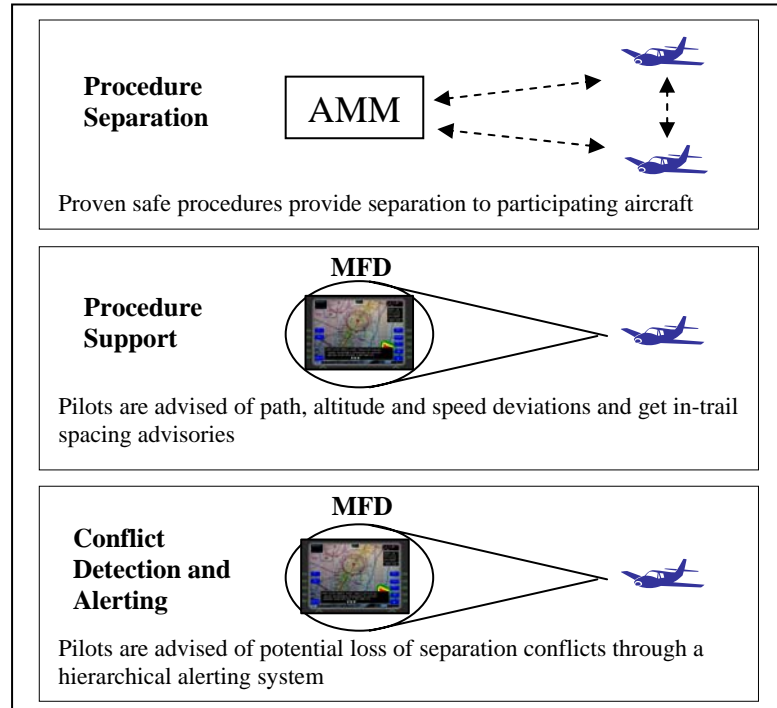 Procedure
Separation
AMM
Proven safe procedures provide separation to participating aircraft
MFD
Procedure
Support
Pilots are advised of path, altitude and speed deviations and get in-trail
spacing advisories
MFD
Conflict
Detection and
Alerting
Pilots are advised of potential loss of separation conflicts through a
hierarchical alerting system